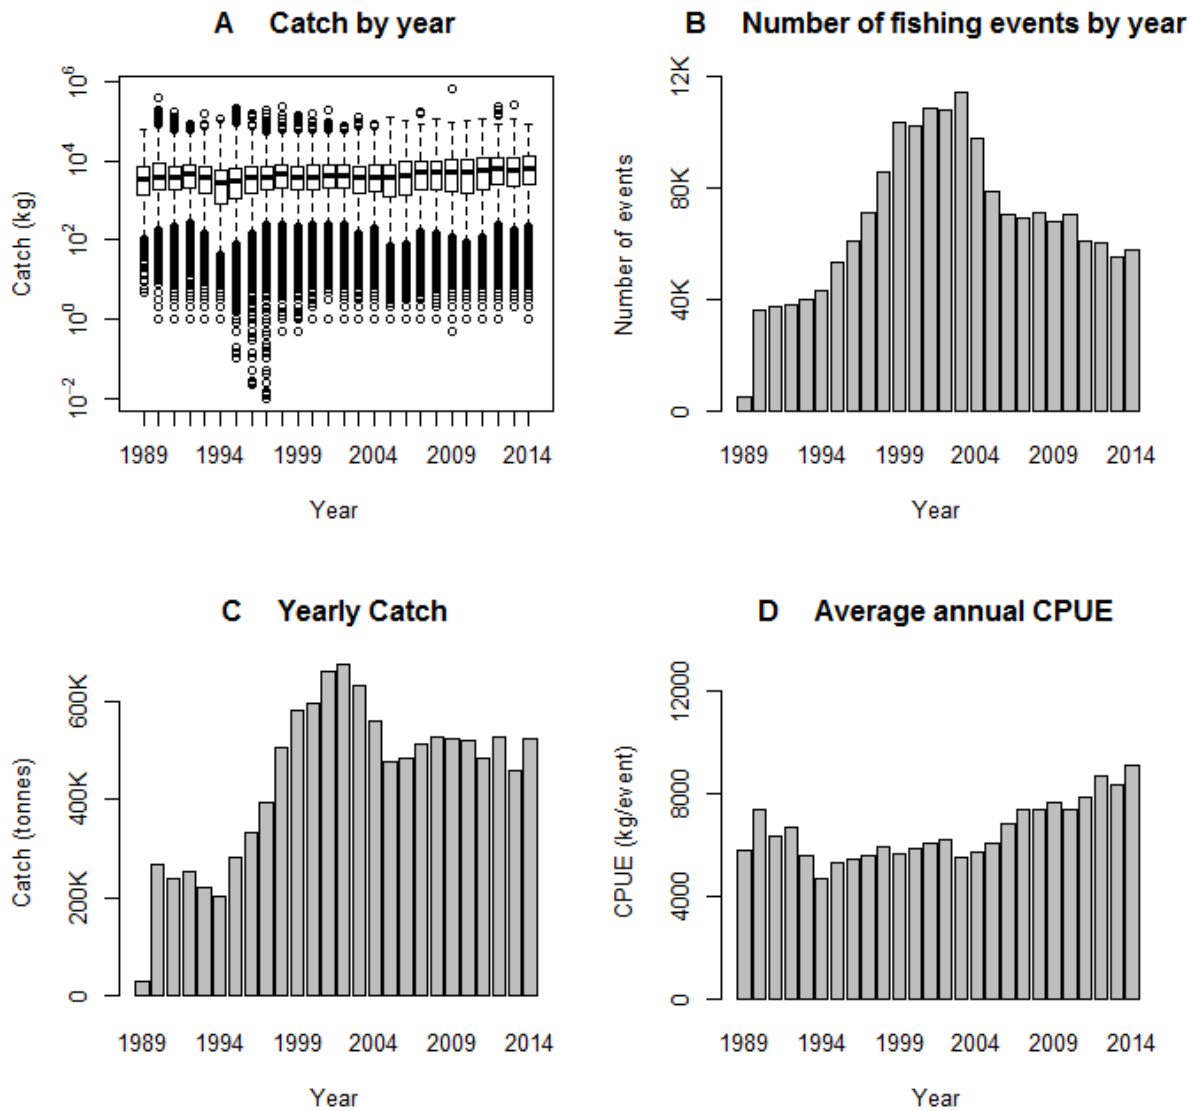 A Catch by year
Catch (kg)
10^6
10^4
10^2
10^0
10^−2
1989 1994 1999 2004 2009 2014
Year
B Number of fishing events by year
Number of events
12K
80K
40K
0
1989 1994 1999 2004 2009 2014
Year
C Yearly Catch
Catch (tonnes)
600K
400K
200K
0
1989 1994 1999 2004 2009 2014
Year
D Average annual CPUE
CPUE (kg/event)
12000
8000
4000
0
1989 1994 1999 2004 2009 2014
Year